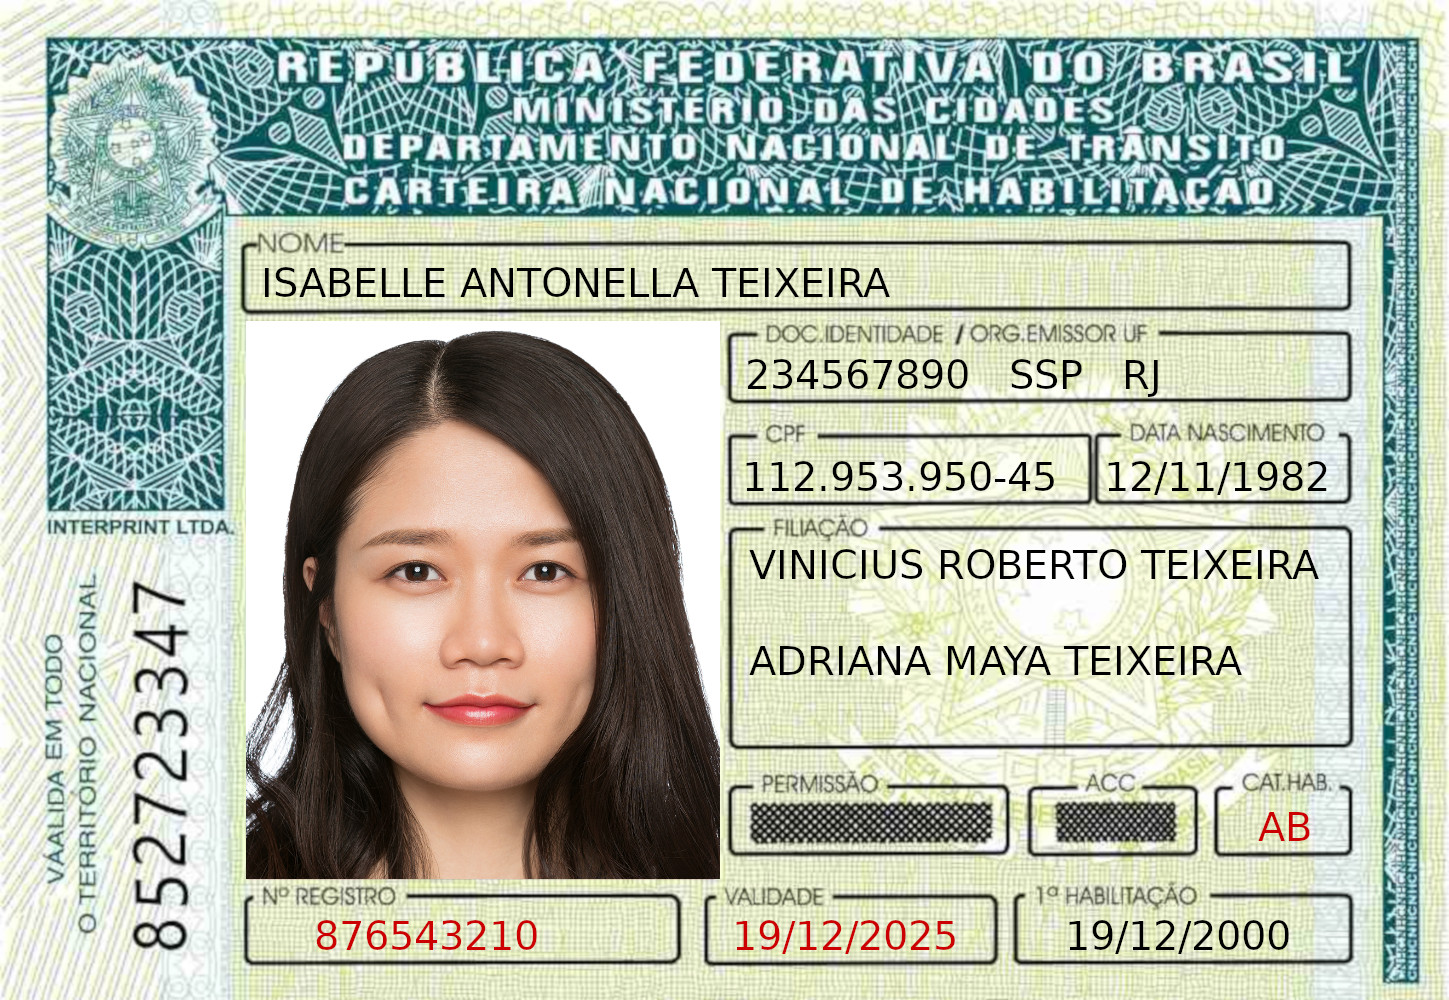 REPÚBLICA FEDERATIVA DO BRASIL
MINISTÉRIO DAS CIDADES
DEPARTAMENTO NACIONAL DE TRÂNSITO
CARTEIRA NACIONAL DE HABILITAÇÃO
NOME
ISABELLE ANTONELLA TEIXEIRA
DOC.IDENTIDADE / ORG.EMISSOR UF
234567890 SSP RJ
CPF DATA NASCIMENTO
112.953.950-45 12/11/1982
FILIAÇÃO
VINICIUS ROBERTO TEIXEIRA
ADRIANA MAYA TEIXEIRA
PERMISSÃO ACC CAT.HAB.
AB
Nº REGISTRO VALIDADE 1ª HABILITAÇÃO
876543210 19/12/2025 19/12/2000
INTERPRINT LTDA.
VÁALIDA EM TODO
O TERRITÓRIO NACIONAL
8527233347